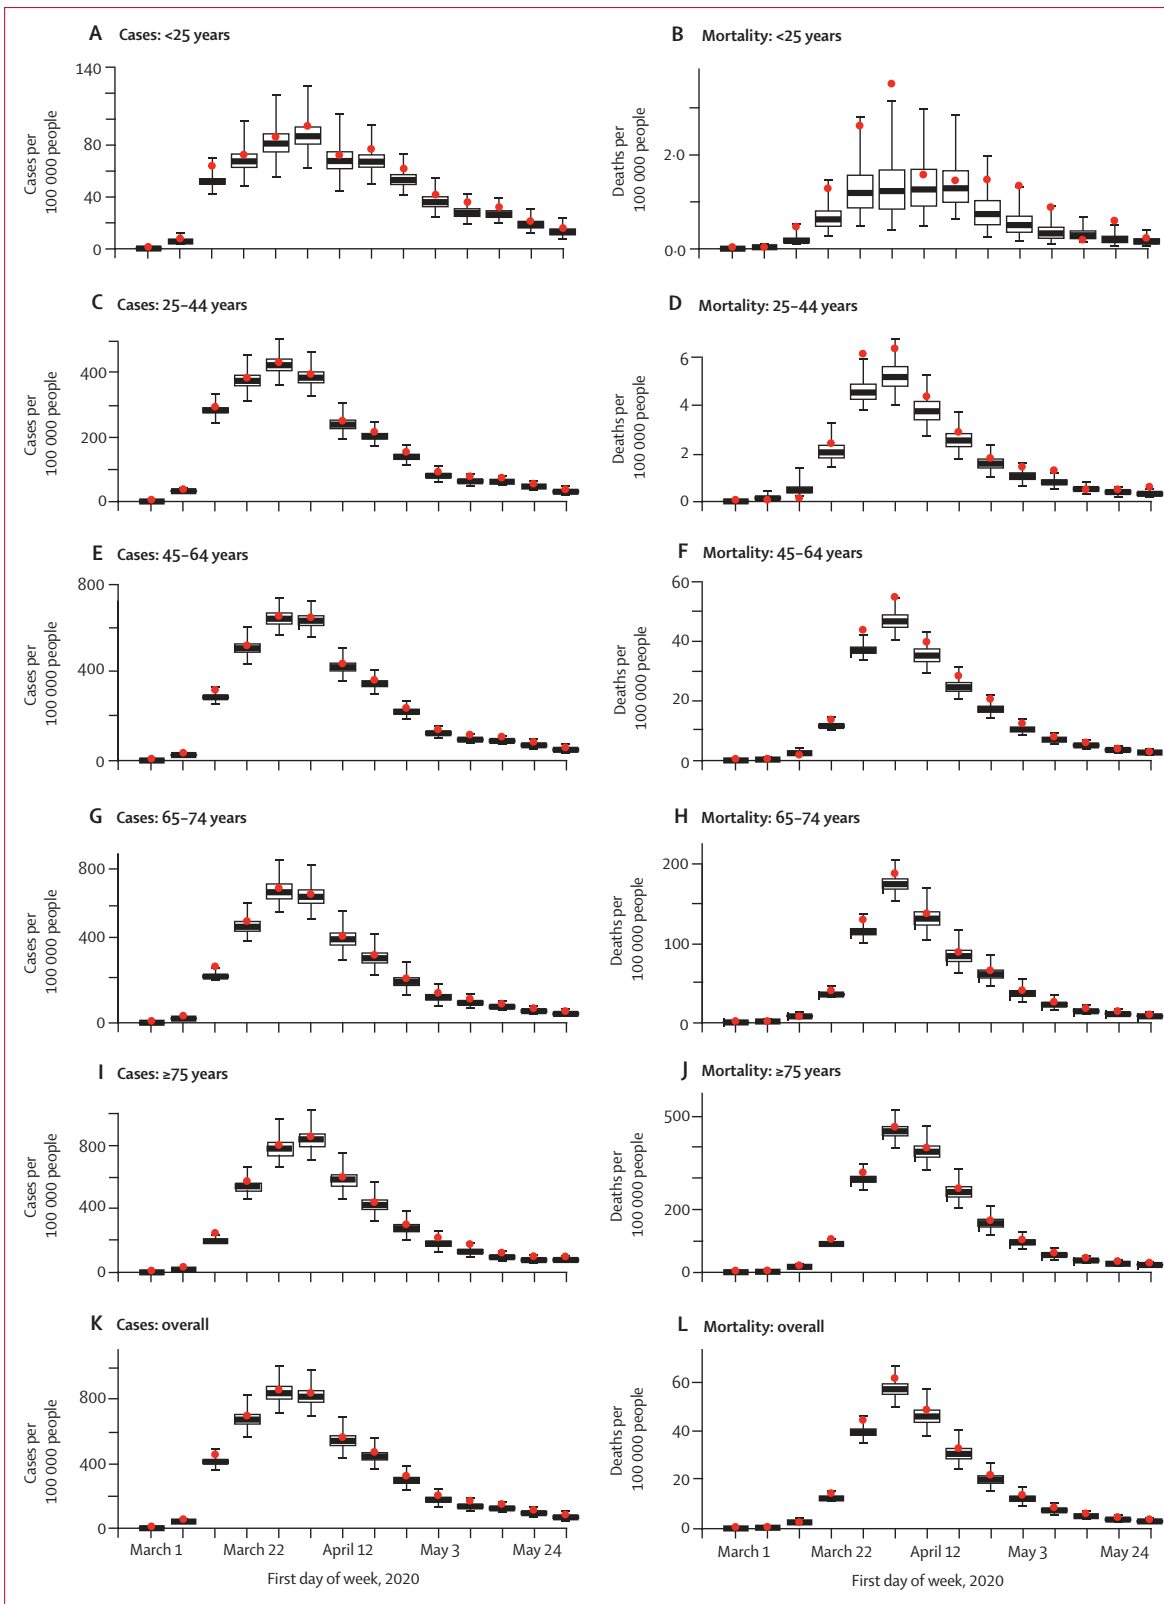 A Cases: <25 years
140
80
40
0
Cases per
100 000 people
B Mortality: <25 years
2·0
0·0
Deaths per
100 000 people
C Cases: 25–44 years
400
200
0
Cases per
100 000 people
D Mortality: 25–44 years
6
4
2
0
Deaths per
100 000 people
E Cases: 45–64 years
800
400
0
Cases per
100 000 people
F Mortality: 45–64 years
60
40
20
0
Deaths per
100 000 people
G Cases: 65–74 years
800
400
0
Cases per
100 000 people
H Mortality: 65–74 years
200
100
0
Deaths per
100 000 people
I Cases: ≥75 years
800
400
0
Cases per
100 000 people
J Mortality: ≥75 years
500
200
0
Deaths per
100 000 people
K Cases: overall
800
400
0
Cases per
100 000 people
March 1 March 22 April 12 May 3 May 24
First day of week, 2020
L Mortality: overall
60
40
20
0
Deaths per
100 000 people
March 1 March 22 April 12 May 3 May 24
First day of week, 2020